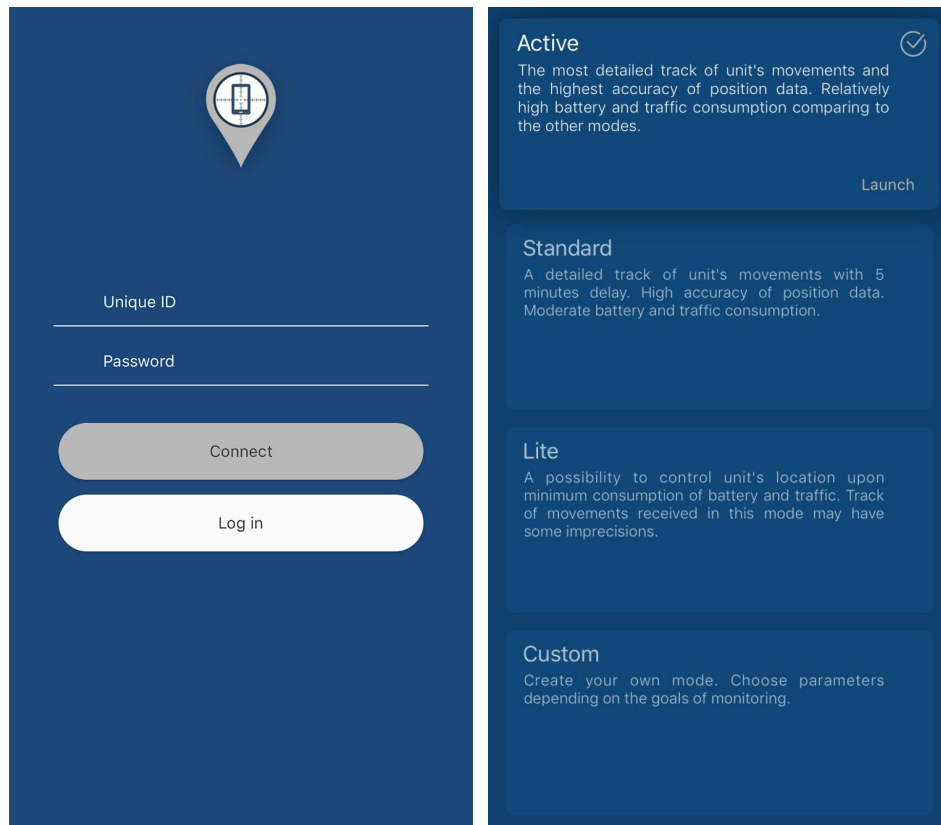 Unique ID
Password
Connect
Log in
Active
The most detailed track of unit's movements and
the highest accuracy of position data. Relatively
high battery and traffic consumption comparing to
the other modes.
Launch
Standard
A detailed track of unit's movements with 5
minutes delay. High accuracy of position data.
Moderate battery and traffic consumption.
Lite
A possibility to control unit's location upon
minimum consumption of battery and traffic. Track
of movements received in this mode may have
some imprecisions.
Custom
Create your own mode. Choose parameters
depending on the goals of monitoring.